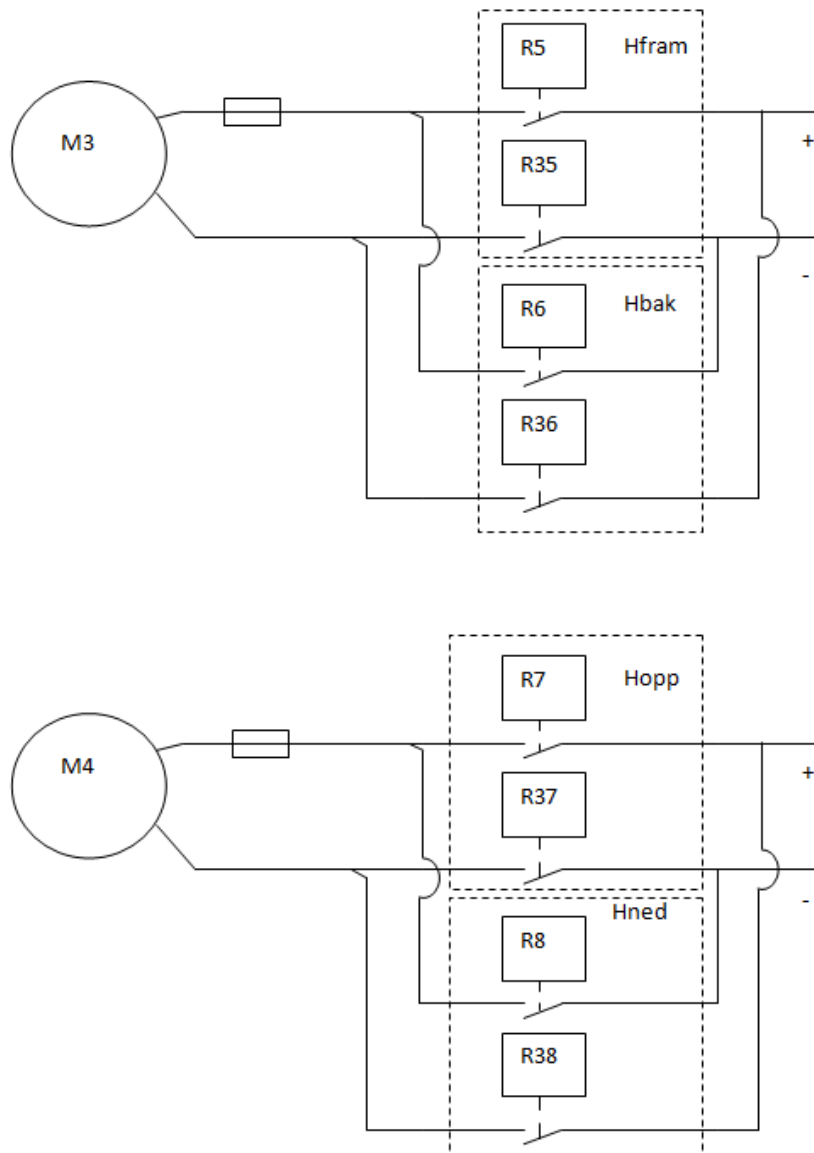 R5
Hfram
M3
+
R35
-
R6
Hbak
R36
R7
Hopp
M4
+
R37
-
Hned
R8
R38